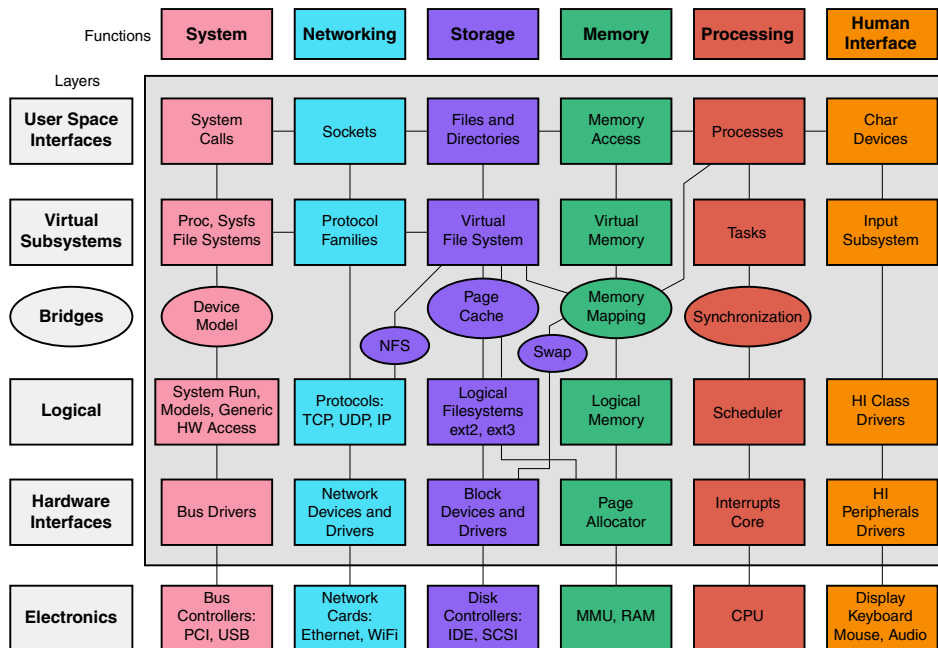 Functions
System
Networking
Storage
Memory
Processing
Human
Interface
Layers
User Space
Interfaces
System
Calls
Sockets
Files and
Directories
Memory
Access
Processes
Char
Devices
Virtual
Subsystems
Proc, Sysfs
File Systems
Protocol
Families
Virtual
File System
Virtual
Memory
Tasks
Input
Subsystem
Bridges
Device
Model
NFS
Page
Cache
Swap
Memory
Mapping
Synchronization
Logical
System Run,
Models, Generic
HW Access
Protocols:
TCP, UDP, IP
Logical
Filesystems
ext2, ext3
Logical
Memory
Scheduler
HI Class
Drivers
Hardware
Interfaces
Bus Drivers
Network
Devices and
Drivers
Block
Devices and
Drivers
Page
Allocator
Interrupts
Core
HI
Peripherals
Drivers
Electronics
Bus
Controllers:
PCI, USB
Network
Cards:
Ethernet, WiFi
Disk
Controllers:
IDE, SCSI
MMU, RAM
CPU
Display
Keyboard
Mouse, Audio